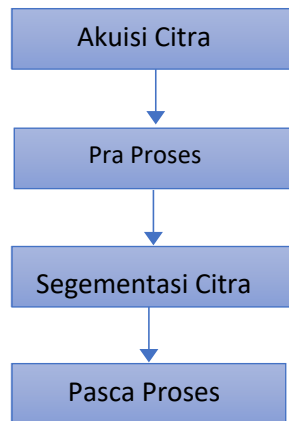 Akuisi Citra
Pra Proses
Segementasi Citra
Pasca Proses